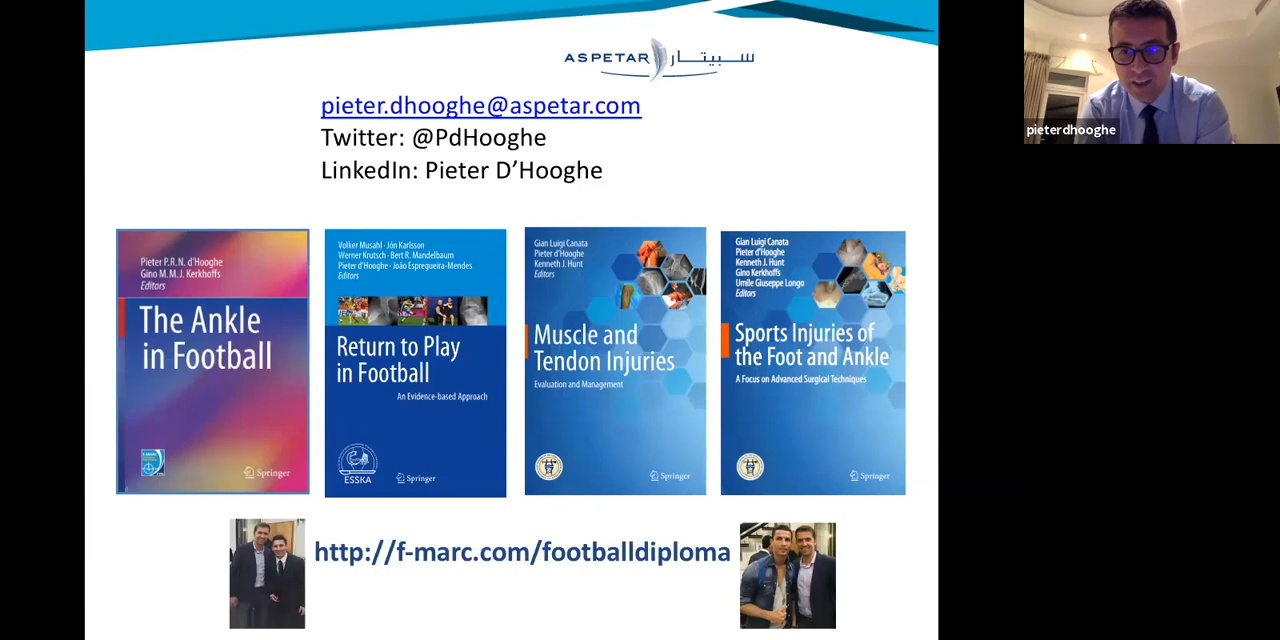 ASPETAR سبيتار
pieter.dhooghe@aspetar.com
Twitter: @PdHooghe
LinkedIn: Pieter D’Hooghe
pieterdhooghe
Pieter P.R.N. d'Hooghe
Gino M.M.J. Kerkhoffs
Editors
The Ankle
in Football
Springer
Volker Musahl · Jón Karlsson
Werner Krutsch · Bert R. Mandelbaum
Pieter d'Hooghe · João Espregueira-Mendes
Editors
Return to Play
in Football
An Evidence-based Approach
ESSKA
Springer
Gian Luigi Canata
Pieter d'Hooghe
Kenneth J. Hunt
Editors
Muscle and
Tendon Injuries
Evaluation and Management
Springer
Gian Luigi Canata
Pieter d'Hooghe
Kenneth J. Hunt
Gino Kerkhoffs
Umile Giuseppe Longo
Editors
Sports Injuries of
the Foot and Ankle
A Focus on Advanced Surgical Techniques
Springer
http://f-marc.com/footballdiploma